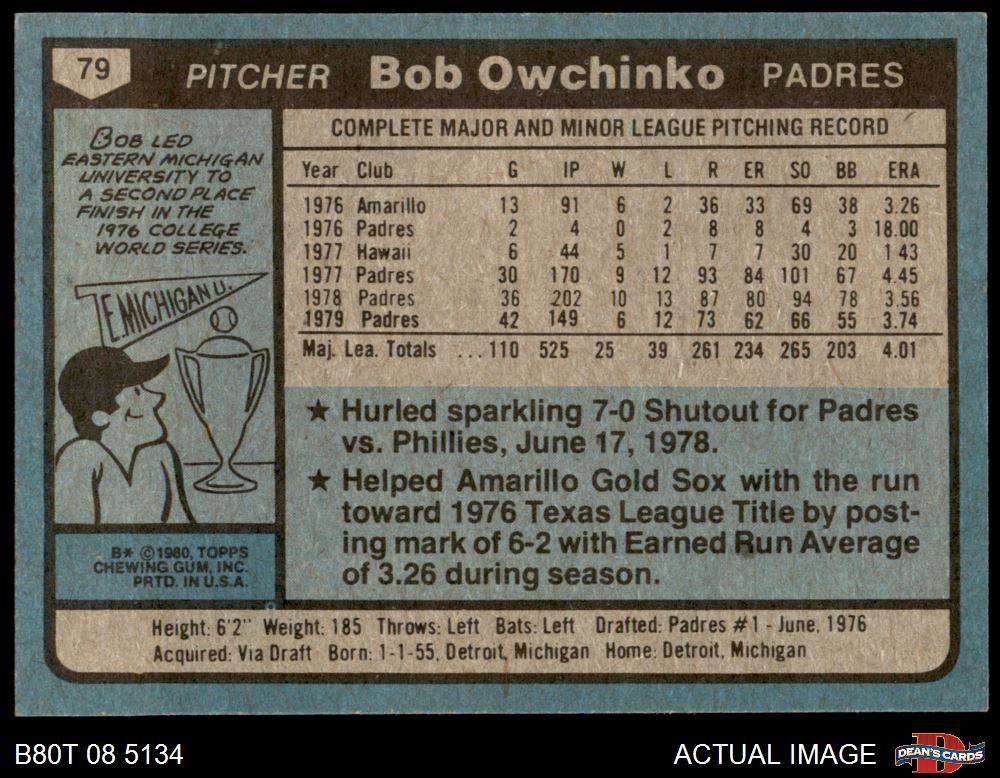 79 PITCHER Bob Owchinko PADRES
BOB LED
EASTERN MICHIGAN
UNIVERSITY TO
A SECOND PLACE
FINISH IN THE
1976 COLLEGE
WORLD SERIES.
E.MICHIGAN U.
B* ©1980, TOPPS
CHEWING GUM, INC.
PRTD. IN U.S.A.
COMPLETE MAJOR AND MINOR LEAGUE PITCHING RECORD
Year Club G IP W L R ER SO BB ERA
1976 Amarillo 13 91 6 2 36 33 69 38 3.26
1976 Padres 2 4 0 2 8 8 4 3 18.00
1977 Hawaii 6 44 5 1 7 7 30 20 1 43
1977 Padres 30 170 9 12 93 84 101 67 4.45
1978 Padres 36 202 10 13 87 80 94 78 3.56
1979 Padres 42 149 6 12 73 62 66 55 3.74
Maj. Lea. Totals ...110 525 25 39 261 234 265 203 4.01
★ Hurled sparkling 7-0 Shutout for Padres
vs. Phillies, June 17, 1978.
★ Helped Amarillo Gold Sox with the run
toward 1976 Texas League Title by post-
ing mark of 6-2 with Earned Run Average
of 3.26 during season.
Height: 6'2" Weight: 185 Throws: Left Bats: Left Drafted: Padres #1 - June, 1976
Acquired: Via Draft Born: 1-1-55, Detroit, Michigan Home: Detroit, Michigan
B80T 08 5134 ACTUAL IMAGE D DEAN'S CARDS